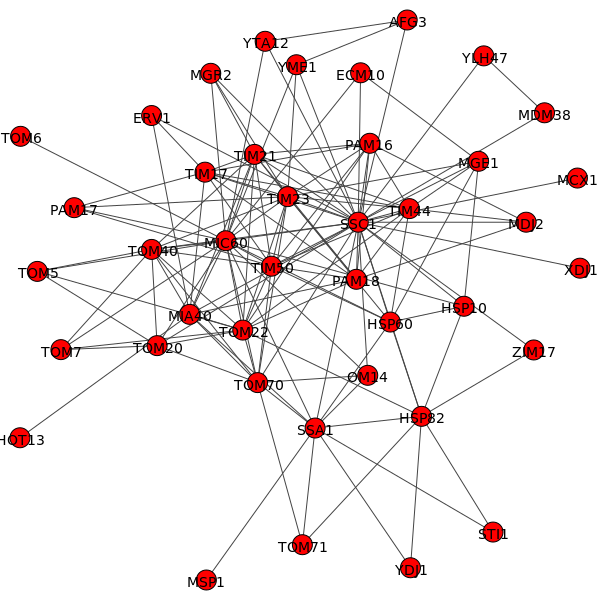 AFG3
YTA12
YLH47
YME1
MGR2
ECM10
MDM38
ERV1
TOM6
PAM16
TIM21
MGE1
TIM17
MCX1
TIM23
PAM17
TIM44
SSC1
MDJ2
MIC60
TOM40
TIM50
XDJ1
TOM5
PAM18
HSP10
MIA40
HSP60
TOM22
TOM20
TOM7
ZIM17
OM14
TOM70
HSP82
SSA1
HOT13
STI1
TOM71
YDJ1
MSP1